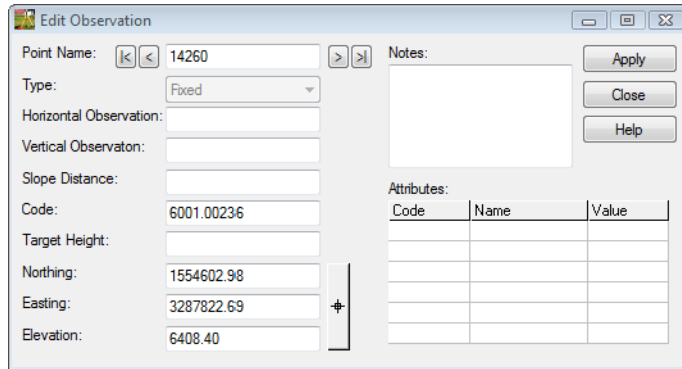 Edit Observation
Point Name: |< < 14260 > >|
Type: Fixed
Horizontal Observation:
Vertical Observaton:
Slope Distance:
Code: 6001.00236
Target Height:
Northing: 1554602.98
Easting: 3287822.69
Elevation: 6408.40
Notes:
Apply
Close
Help
Attributes:
Code Name Value